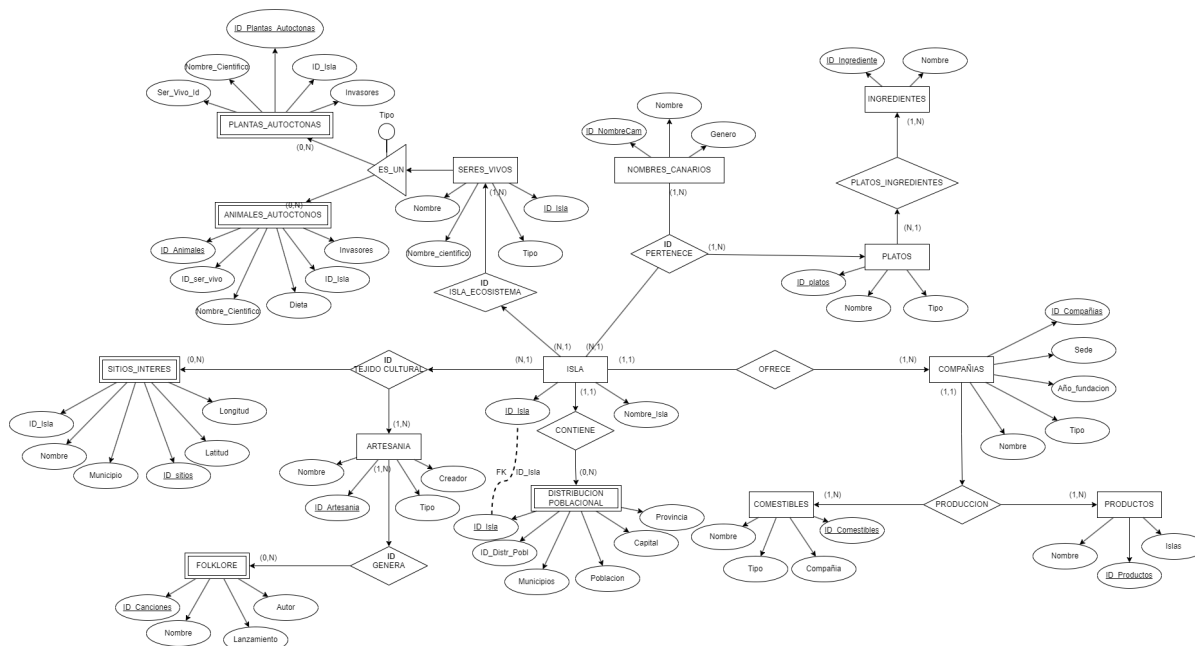 ID_Plantas_Autoctonas
Nombre_Cientifico
ID_Isla
Ser_Vivo_Id
Invasores
PLANTAS_AUTOCTONAS
Tipo
(0,N)
ES_UN
SERES_VIVOS
(1,N)
(0,N)
ANIMALES_AUTOCTONOS
Nombre
ID_Isla
ID_Animales
Invasores
Nombre_cientifico
Tipo
ID_ser_vivo
ID_Isla
Nombre_Cientifico
Dieta
ID
ISLA_ECOSISTEMA
Nombre
ID_NombreCam
Genero
NOMBRES_CANARIOS
(1,N)
ID
PERTENECE
(1,N)
ID_Ingrediente
Nombre
INGREDIENTES
(1,N)
PLATOS_INGREDIENTES
(N,1)
PLATOS
ID_platos
Nombre
Tipo
(N,1)
(N,1)
(N,1)
ISLA
(1,1)
(1,1)
OFRECE
(1,N)
COMPAÑIAS
(1,1)
ID_Compañias
Sede
Año_fundacion
Tipo
Nombre
(0,N)
SITIOS_INTERES
ID
TEJIDO CULTURAL
Longitud
ID_Isla
Latitud
Nombre
Municipio
ID_sitios
(1,N)
ARTESANIA
(1,N)
Nombre
Creador
ID_Artesania
Tipo
ID_Isla
Nombre_Isla
CONTIENE
FK
ID_Isla
(0,N)
DISTRIBUCION
POBLACIONAL
ID_Isla
Provincia
ID_Distr_Pobl
Capital
Municipios
Poblacion
ID
GENERA
(0,N)
FOLKLORE
ID_Canciones
Autor
Nombre
Lanzamiento
COMESTIBLES
(1,N)
PRODUCCION
(1,N)
PRODUCTOS
Nombre
ID_Comestibles
Tipo
Compañia
Nombre
Islas
ID_Productos